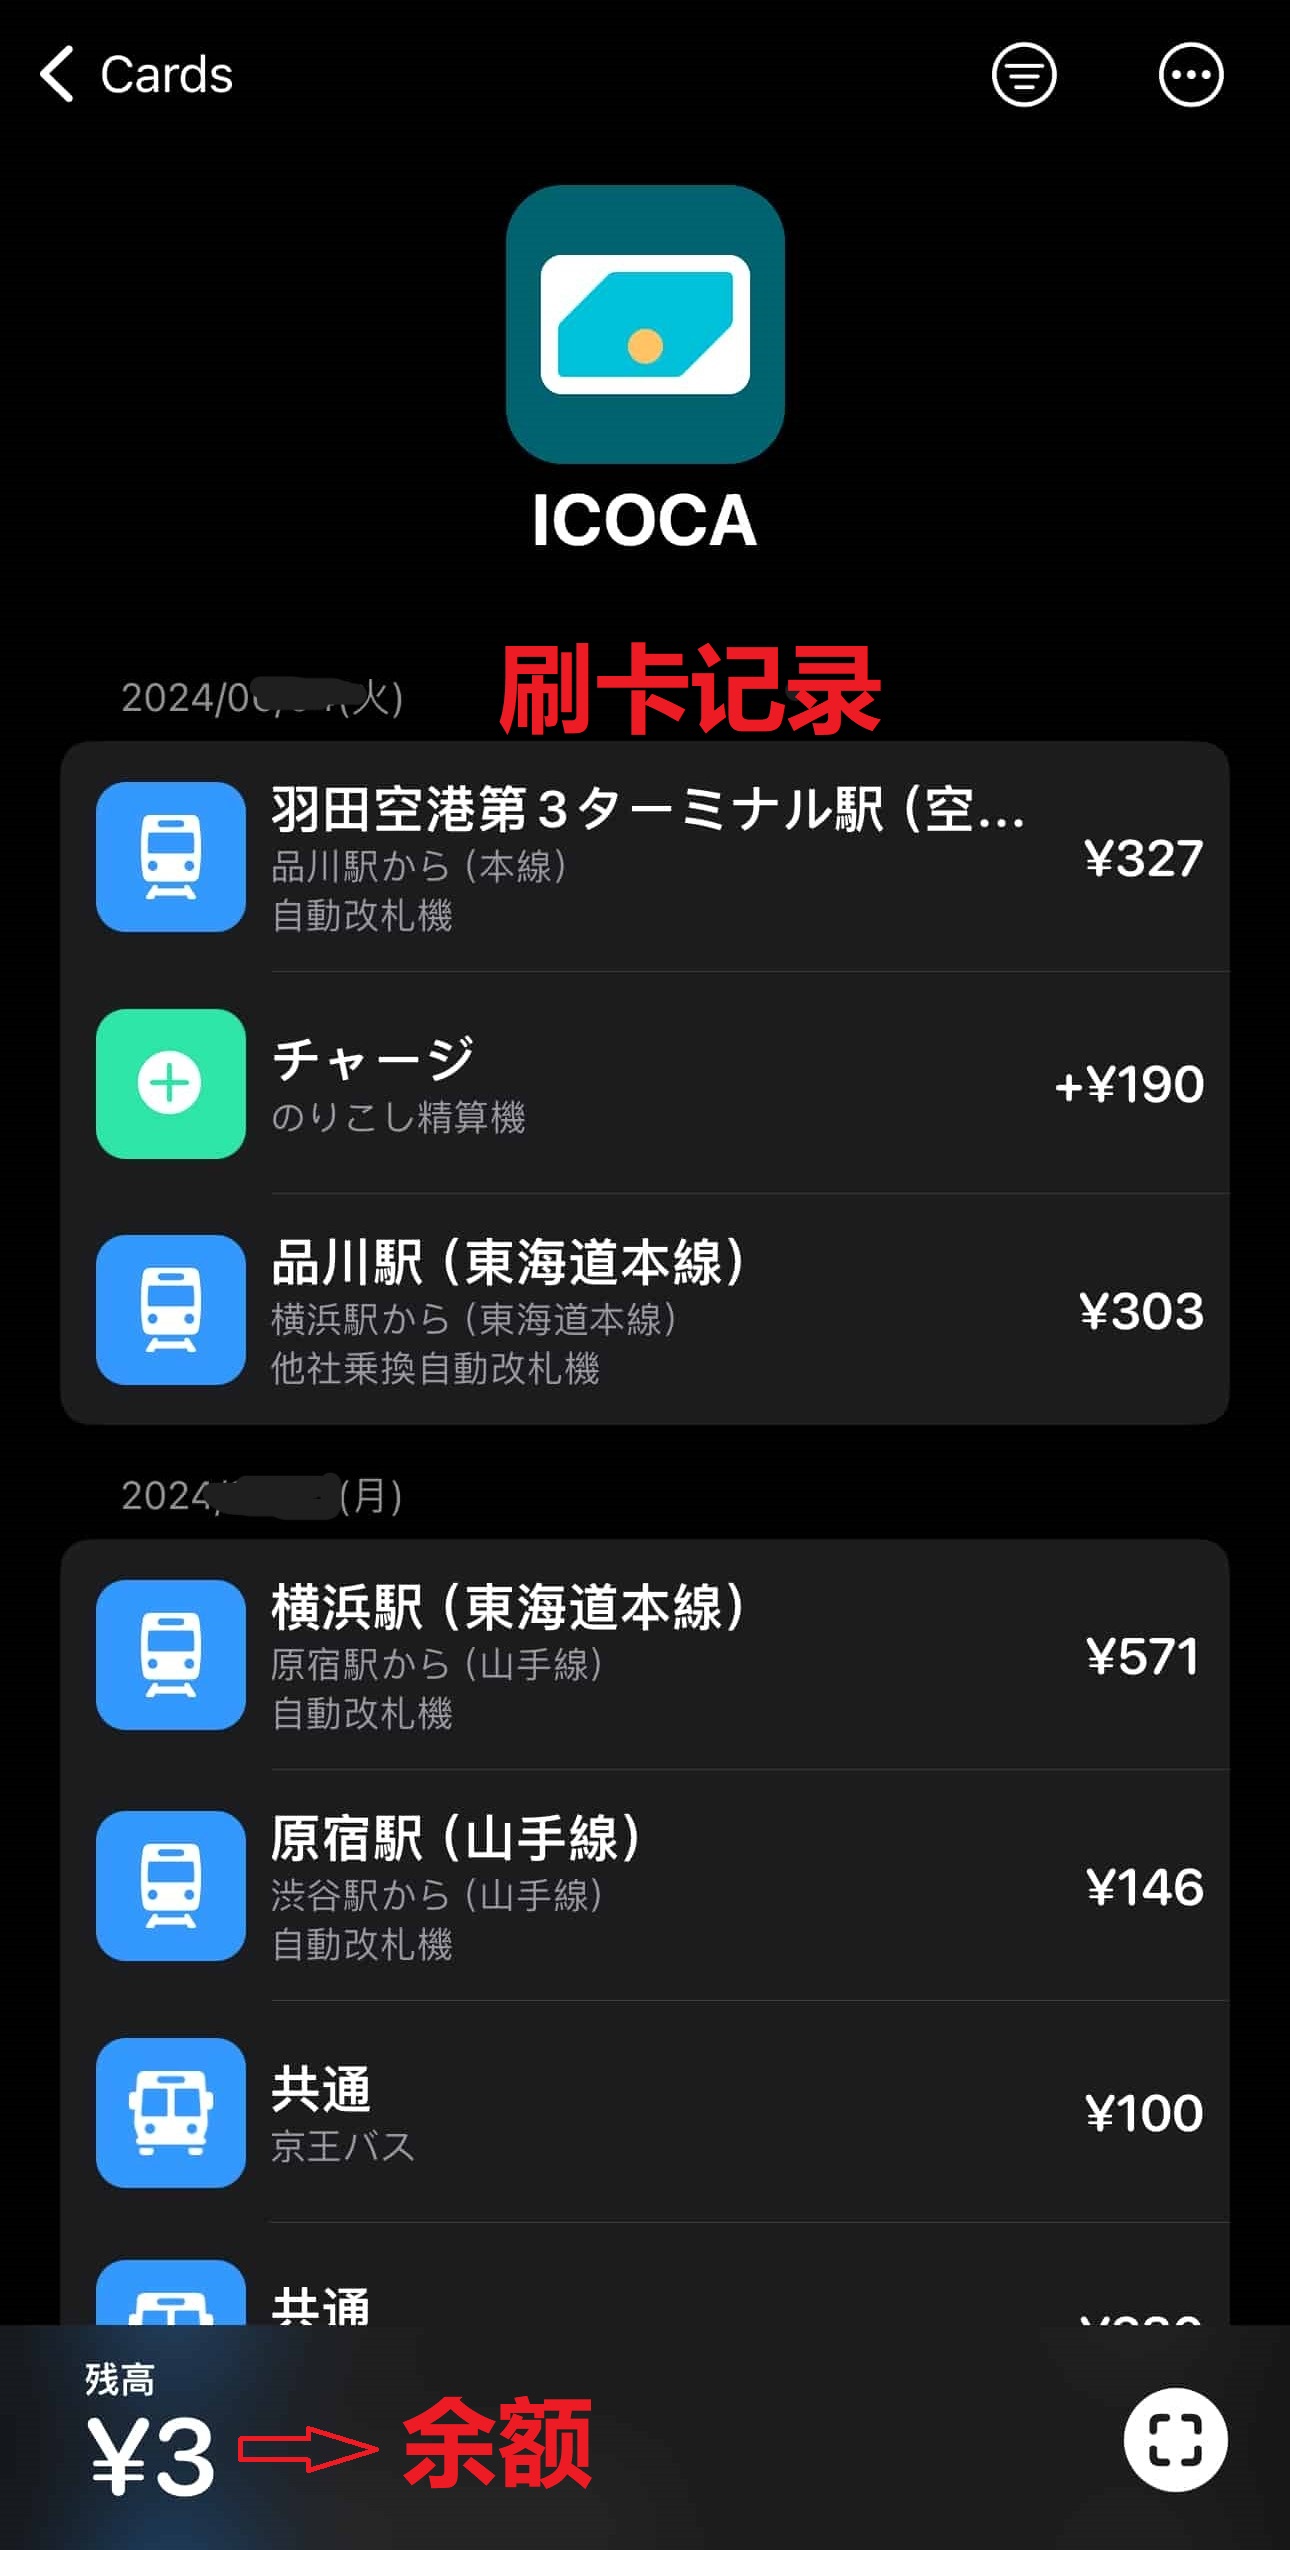 Cards
ICOCA
刷卡记录
(火)
羽田空港第3ターミナル駅 (空...
品川駅から (本線)
自動改札機
¥327
チャージ
のりこし精算機
+¥190
品川駅 (東海道本線)
横浜駅から (東海道本線)
他社乗換自動改札機
¥303
2024 (月)
横浜駅 (東海道本線)
原宿駅から (山手線)
自動改札機
¥571
原宿駅 (山手線)
渋谷駅から (山手線)
自動改札機
¥146
共通
京王バス
¥100
共通
残高
¥3
余额